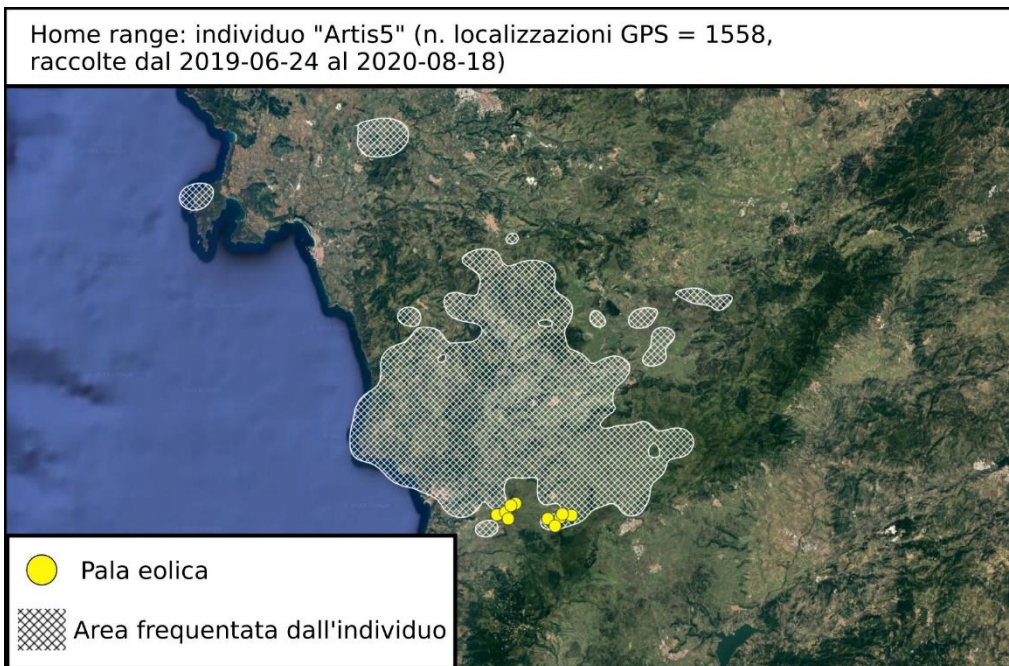 Home range: individuo "Artis5" (n. localizzazioni GPS = 1558,
raccolte dal 2019-06-24 al 2020-08-18)
Pala eolica
Area frequentata dall'individuo